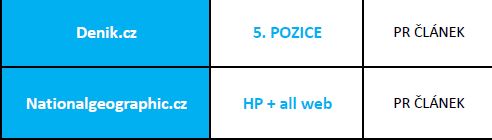 Denik.cz 5. POZICE PR ČLÁNEK
Nationalgeographic.cz HP + all web PR ČLÁNEK